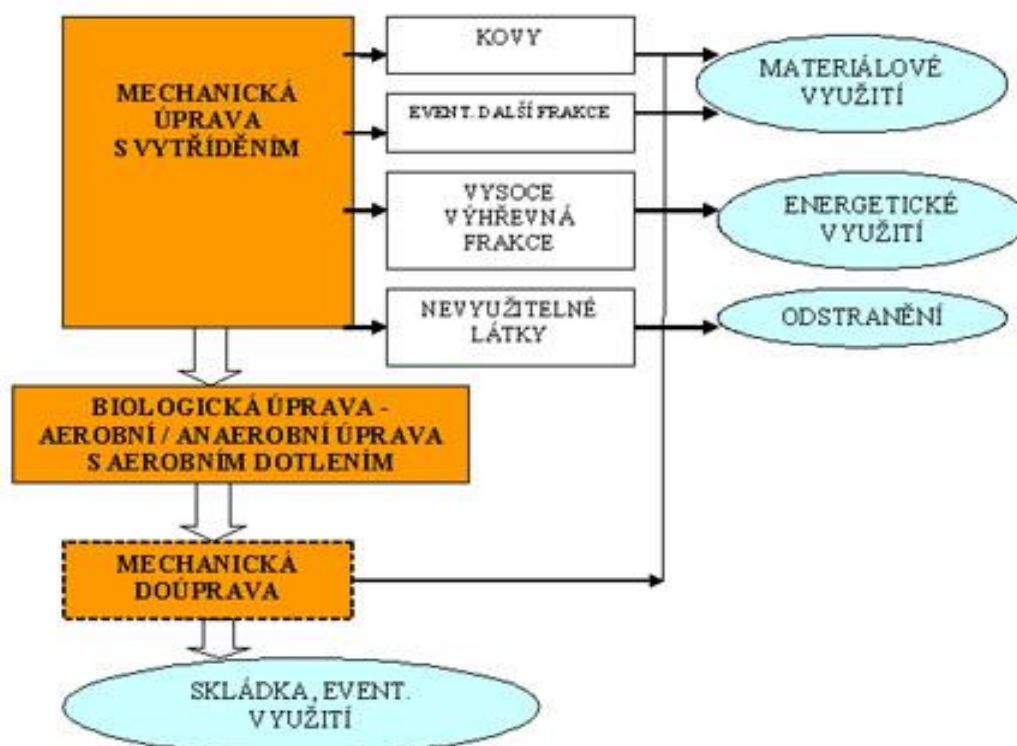 MECHANICKÁ
ÚPRAVA
S VYTŘÍDĚNÍM
KOVY
EVENT. DALŠÍ FRAKCE
VYSOCE
VÝHŘEVNÁ
FRAKCE
NEVYUŽITELNÉ
LÁTKY
MATERIÁLOVÉ
VYUŽITÍ
ENERGETICKÉ
VYUŽITÍ
ODSTRANĚNÍ
BIOLOGICKÁ ÚPRAVA -
AEROBNÍ / ANAEROBNÍ ÚPRAVA
S AEROBNÍM DOTLENÍM
MECHANICKÁ
DOÚPRAVA
SKLÁDKA, EVENT.
VYUŽITÍ